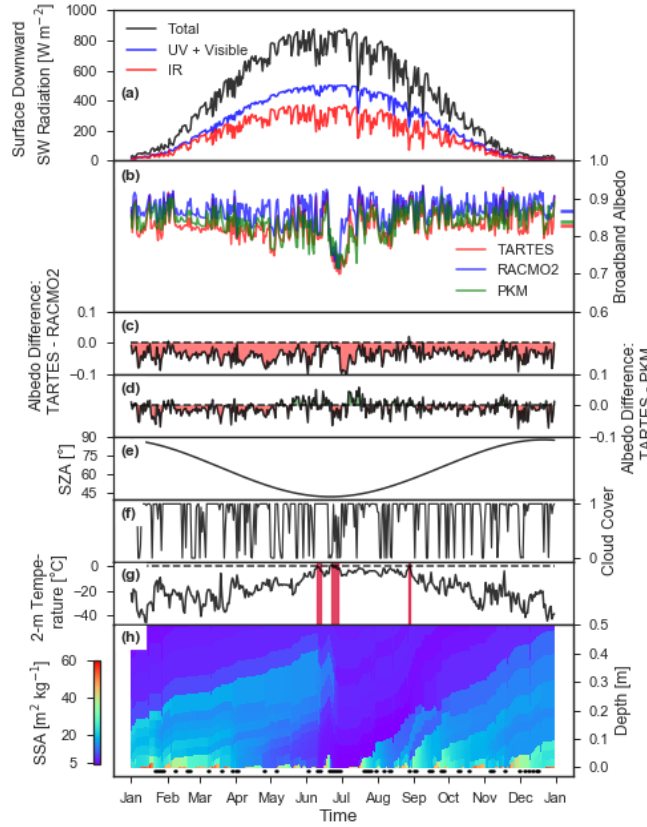 1000
800
600
400
200
0
Surface Downward
SW Radiation [W m⁻²]
Total
UV + Visible
IR
(a)
1.0
0.9
0.8
0.7
0.6
Broadband Albedo
(b)
TARTES
RACMO2
PKM
0.1
0.0
−0.1
Albedo Difference:
TARTES - RACMO2
(c)
0.1
0.0
−0.1
Albedo Difference:
TARTES - PKM
(d)
90
75
60
45
SZA [°]
(e)
(f)
1
0
Cloud Cover
0
−20
−40
2-m Tempe-
rature [°C]
(g)
(h)
60
40
20
5
SSA [m² kg⁻¹]
0.5
0.4
0.3
0.2
0.1
0.0
Depth [m]
Jan Feb Mar Apr May Jun Jul Aug Sep Oct Nov Dec Jan
Time